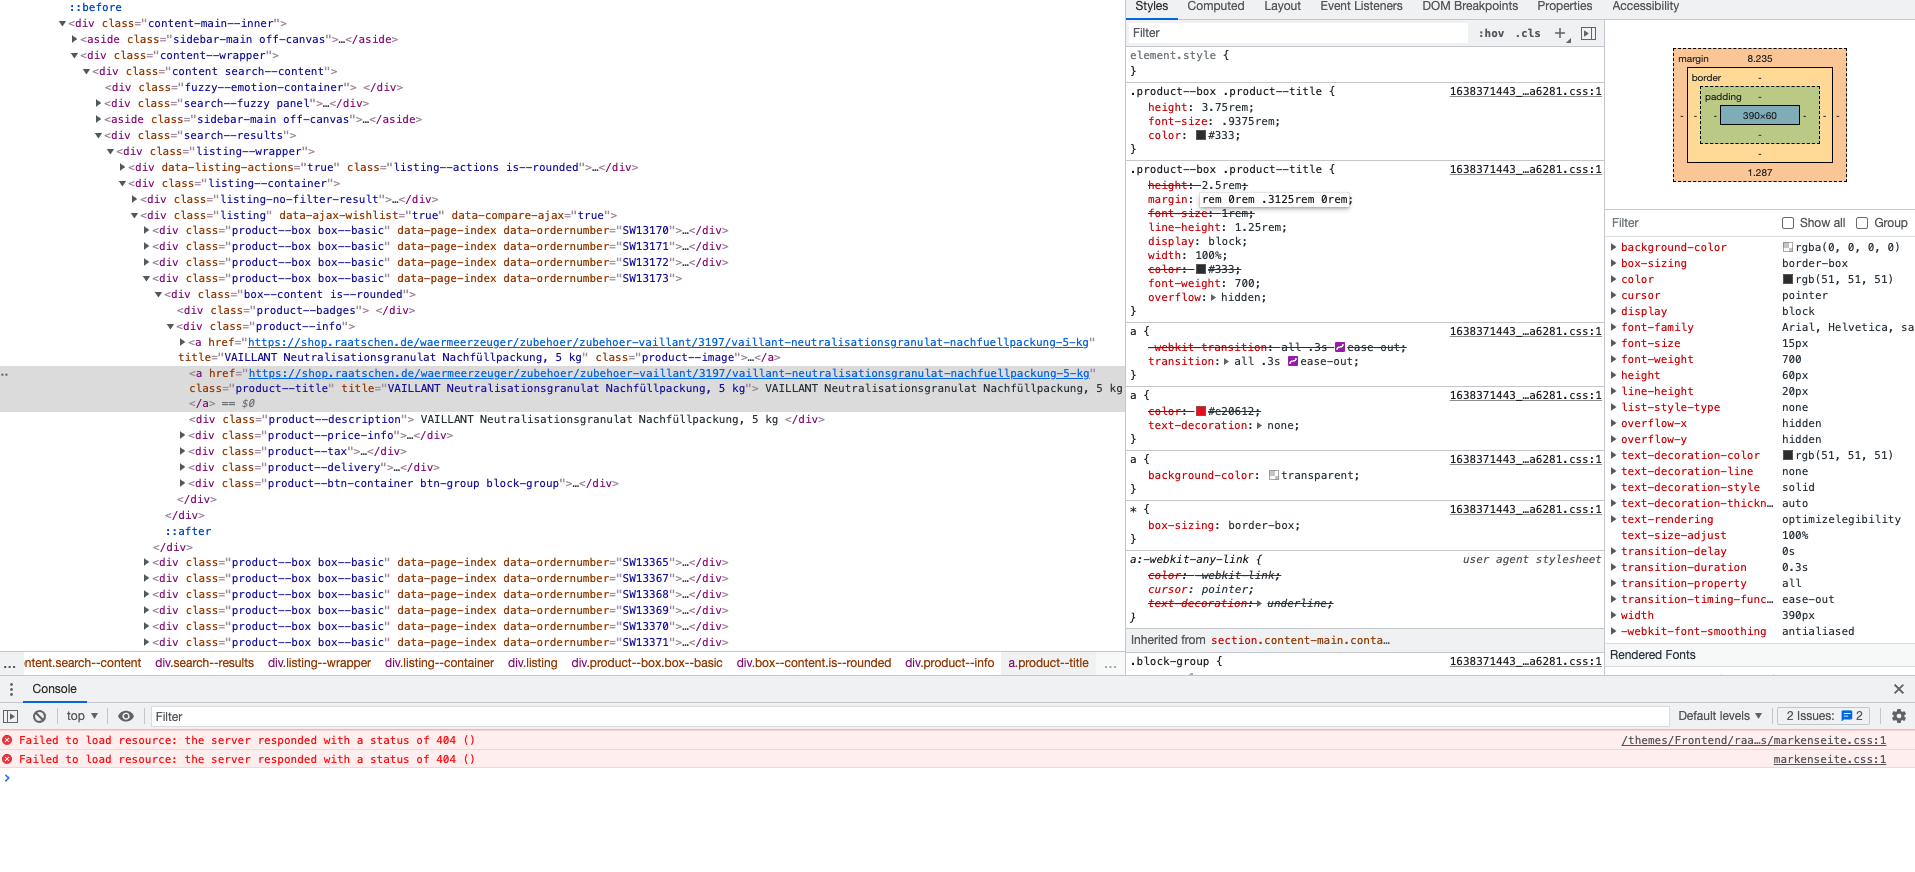 ::before
<div class="content-main--inner">
<aside class="sidebar-main off-canvas">…</aside>
<div class="content--wrapper">
<div class="content search--content">
<div class="fuzzy--emotion-container"> </div>
<div class="search--fuzzy panel">…</div>
<aside class="sidebar-main off-canvas">…</aside>
<div class="search--results">
<div class="listing--wrapper">
<div data-listing-actions="true" class="listing--actions is--rounded">…</div>
<div class="listing--container">
<div class="listing-no-filter-result">…</div>
<div class="listing" data-ajax-wishlist="true" data-compare-ajax="true">
<div class="product--box box--basic" data-page-index data-ordernumber="SW13170">…</div>
<div class="product--box box--basic" data-page-index data-ordernumber="SW13171">…</div>
<div class="product--box box--basic" data-page-index data-ordernumber="SW13172">…</div>
<div class="product--box box--basic" data-page-index data-ordernumber="SW13173">
<div class="box--content is--rounded">
<div class="product--badges"> </div>
<div class="product--info">
<a href="https://shop.raatschen.de/waermeerzeuger/zubehoer/zubehoer-vaillant/3197/vaillant-neutralisationsgranulat-nachfuellpackung-5-kg"
title="VAILLANT Neutralisationsgranulat Nachfüllpackung, 5 kg" class="product--image">…</a>
<a href="https://shop.raatschen.de/waermeerzeuger/zubehoer/zubehoer-vaillant/3197/vaillant-neutralisationsgranulat-nachfuellpackung-5-kg"
class="product--title" title="VAILLANT Neutralisationsgranulat Nachfüllpackung, 5 kg"> VAILLANT Neutralisationsgranulat Nachfüllpackung, 5 kg
</a> == $0
<div class="product--description"> VAILLANT Neutralisationsgranulat Nachfüllpackung, 5 kg </div>
<div class="product--price-info">…</div>
<div class="product--tax">…</div>
<div class="product--delivery">…</div>
<div class="product--btn-container btn-group block-group">…</div>
</div>
</div>
::after
</div>
<div class="product--box box--basic" data-page-index data-ordernumber="SW13365">…</div>
<div class="product--box box--basic" data-page-index data-ordernumber="SW13367">…</div>
<div class="product--box box--basic" data-page-index data-ordernumber="SW13368">…</div>
<div class="product--box box--basic" data-page-index data-ordernumber="SW13369">…</div>
<div class="product--box box--basic" data-page-index data-ordernumber="SW13370">…</div>
<div class="product--box box--basic" data-page-index data-ordernumber="SW13371">…</div>
… ntent.search--content div.search--results div.listing--wrapper div.listing--container div.listing div.product--box.box--basic div.box--content.is--rounded div.product--info a.product--title …
Styles Computed Layout Event Listeners DOM Breakpoints Properties Accessibility
Filter :hov .cls +
element.style {
}
.product--box .product--title { 1638371443_…a6281.css:1
height: 3.75rem;
font-size: .9375rem;
color: #333;
}
.product--box .product--title { 1638371443_…a6281.css:1
height: 2.5rem;
margin: rem 0rem .3125rem 0rem;
font-size: 1rem;
line-height: 1.25rem;
display: block;
width: 100%;
color: #333;
font-weight: 700;
overflow: hidden;
}
a { 1638371443_…a6281.css:1
-webkit-transition: all .3s ease-out;
transition: all .3s ease-out;
}
a { 1638371443_…a6281.css:1
color: #e20612;
text-decoration: none;
}
a { 1638371443_…a6281.css:1
background-color: transparent;
}
* { 1638371443_…a6281.css:1
box-sizing: border-box;
}
a:-webkit-any-link { user agent stylesheet
color: -webkit-link;
cursor: pointer;
text-decoration: underline;
}
Inherited from section.content-main.conta…
.block-group { 1638371443_…a6281.css:1
margin 8.235
border -
padding -
- - - 390×60 - - -
-
-
1.287
Filter Show all Group
background-color rgba(0, 0, 0, 0)
box-sizing border-box
color rgb(51, 51, 51)
cursor pointer
display block
font-family Arial, Helvetica, sa
font-size 15px
font-weight 700
height 60px
line-height 20px
list-style-type none
overflow-x hidden
overflow-y hidden
text-decoration-color rgb(51, 51, 51)
text-decoration-line none
text-decoration-style solid
text-decoration-thickn… auto
text-rendering optimizelegibility
text-size-adjust 100%
transition-delay 0s
transition-duration 0.3s
transition-property all
transition-timing-func… ease-out
width 390px
-webkit-font-smoothing antialiased
Rendered Fonts
Console
top Filter Default levels 2 Issues: 2
Failed to load resource: the server responded with a status of 404 () /themes/Frontend/raa…s/markenseite.css:1
Failed to load resource: the server responded with a status of 404 () markenseite.css:1